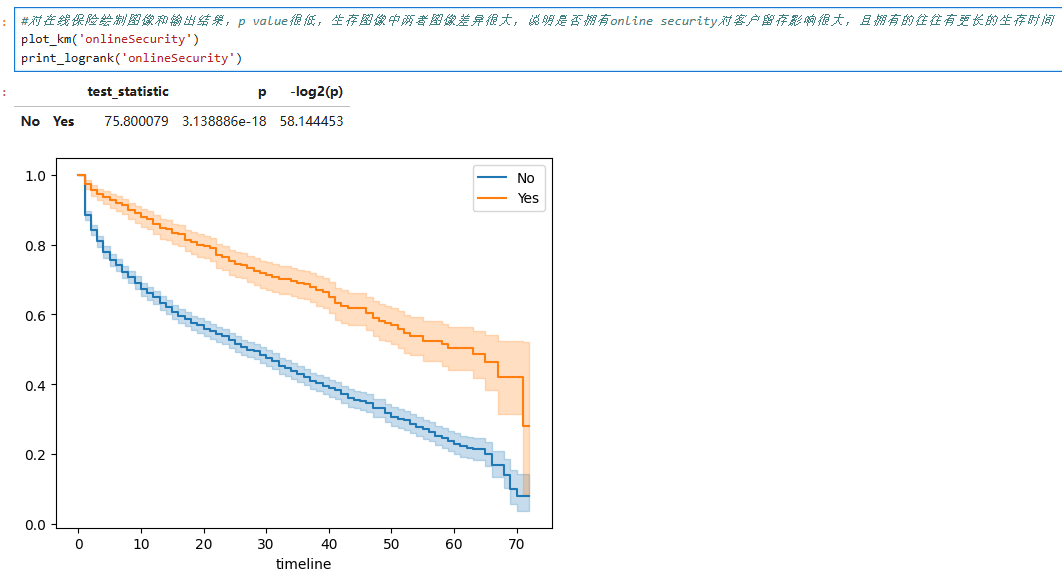 #对在线保险绘制图像和输出结果，p value很低，生存图像中两者图像差异很大，说明是否拥有online security对客户留存影响很大，且拥有的往往有更长的生存时间
plot_km('onlineSecurity')
print_logrank('onlineSecurity')
test_statistic p -log2(p)
No Yes 75.800079 3.138886e-18 58.144453
No
Yes
1.0
0.8
0.6
0.4
0.2
0.0
0 10 20 30 40 50 60 70
timeline